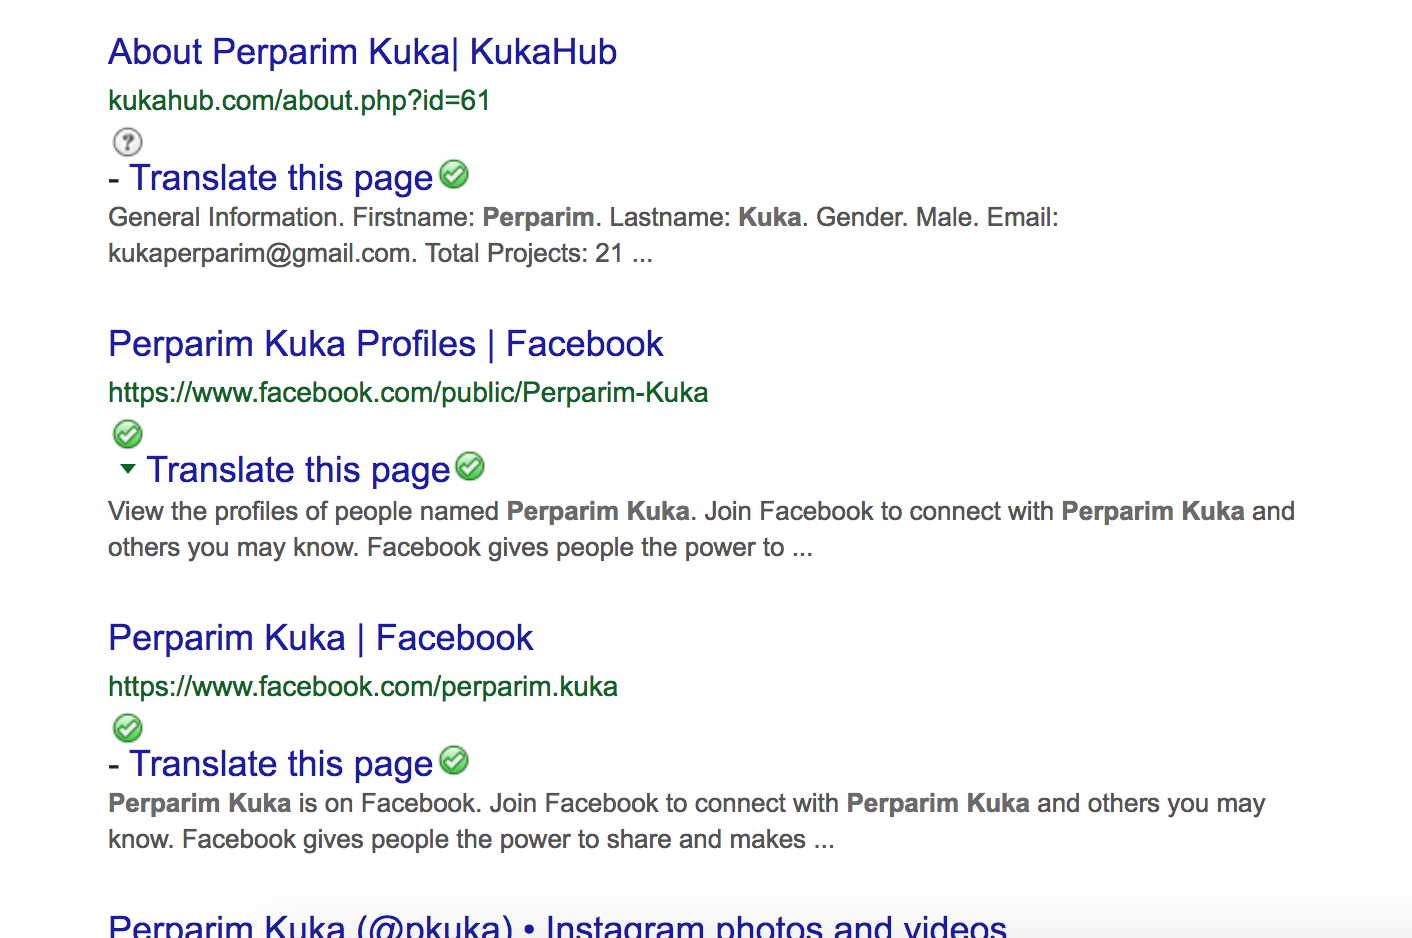 About Perparim Kuka| KukaHub
kukahub.com/about.php?id=61
?
- Translate this page
General Information. Firstname: Perparim. Lastname: Kuka. Gender. Male. Email:
kukaperparim@gmail.com. Total Projects: 21 ...
Perparim Kuka Profiles | Facebook
https://www.facebook.com/public/Perparim-Kuka
Translate this page
View the profiles of people named Perparim Kuka. Join Facebook to connect with Perparim Kuka and
others you may know. Facebook gives people the power to ...
Perparim Kuka | Facebook
https://www.facebook.com/perparim.kuka
- Translate this page
Perparim Kuka is on Facebook. Join Facebook to connect with Perparim Kuka and others you may
know. Facebook gives people the power to share and makes ...
Perparim Kuka (@pkuka) • Instagram photos and videos